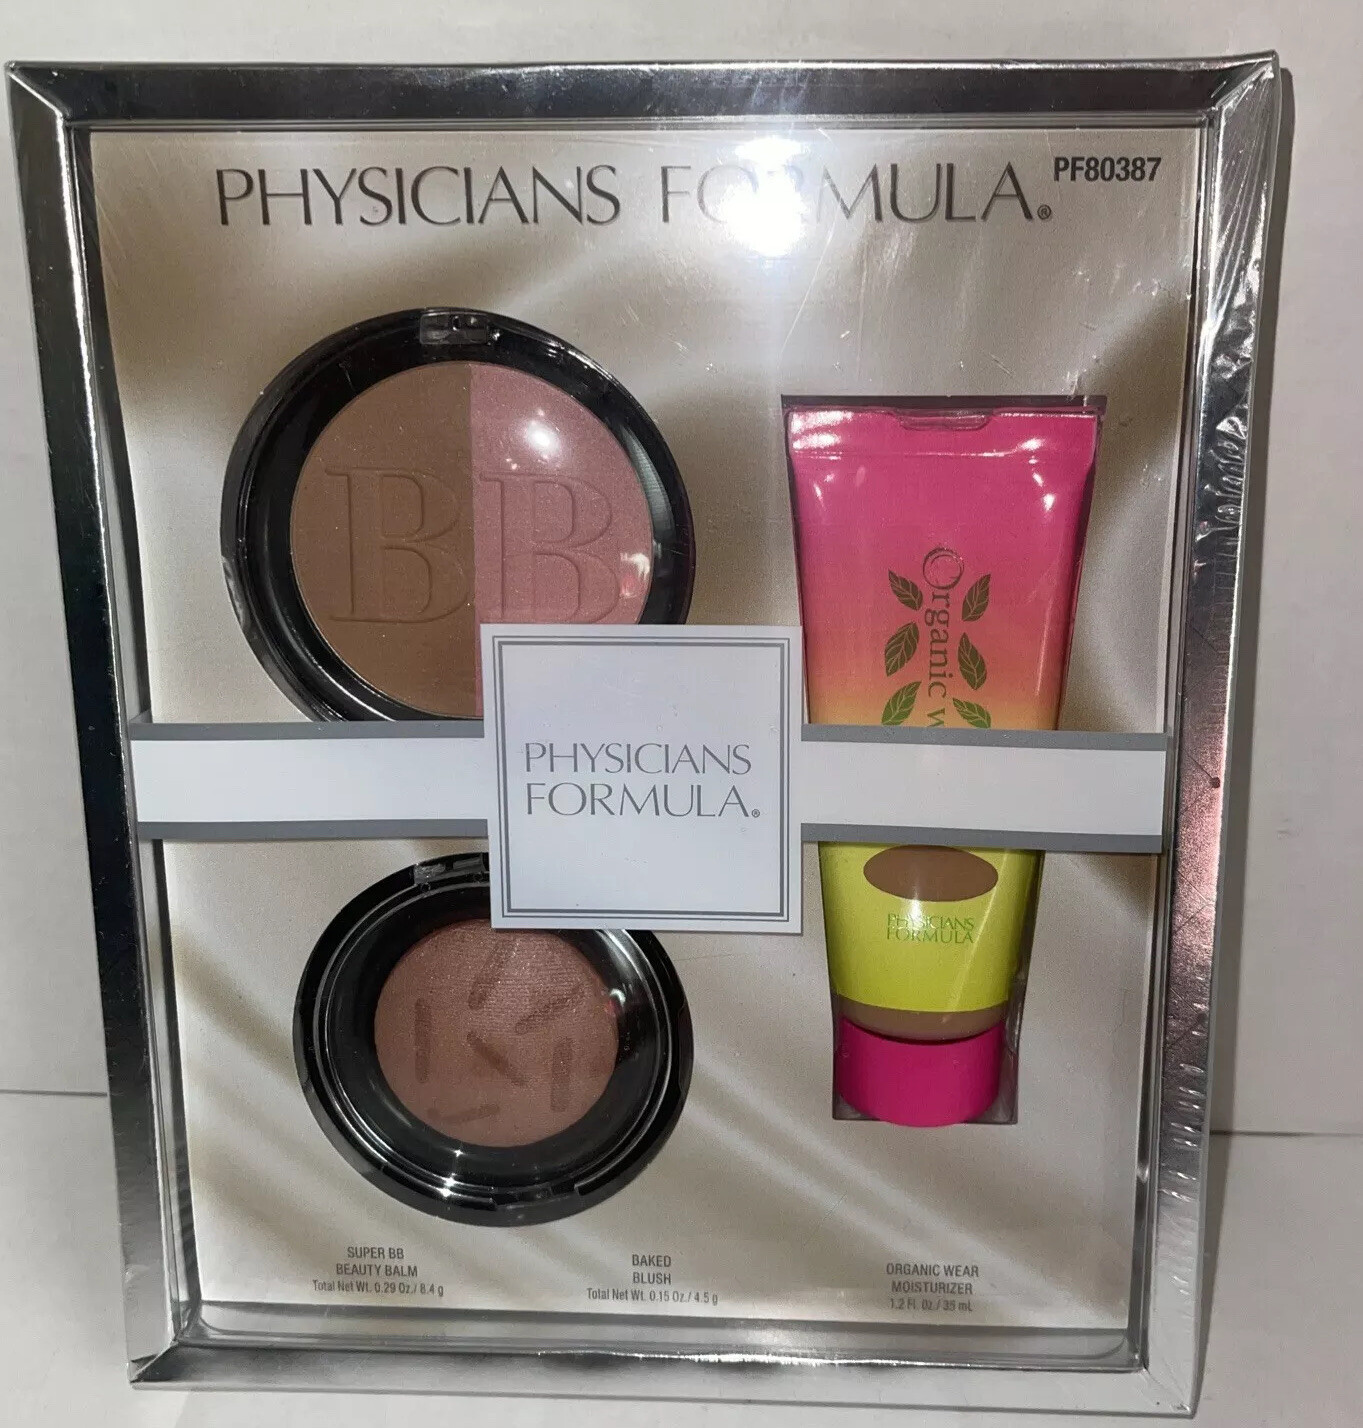 PHYSICIANS FORMULA®
PF80387
BB
Organic W
PHYSICIANS
FORMULA®
PHYSICIANS
FORMULA
SUPER BB
BEAUTY BALM
Total Net Wt. 0.29 Oz./ 8.4 g
BAKED
BLUSH
Total Net Wt. 0.15 Oz./ 4.5 g
ORGANIC WEAR
MOISTURIZER
1.2 Fl. Oz./ 35 mL